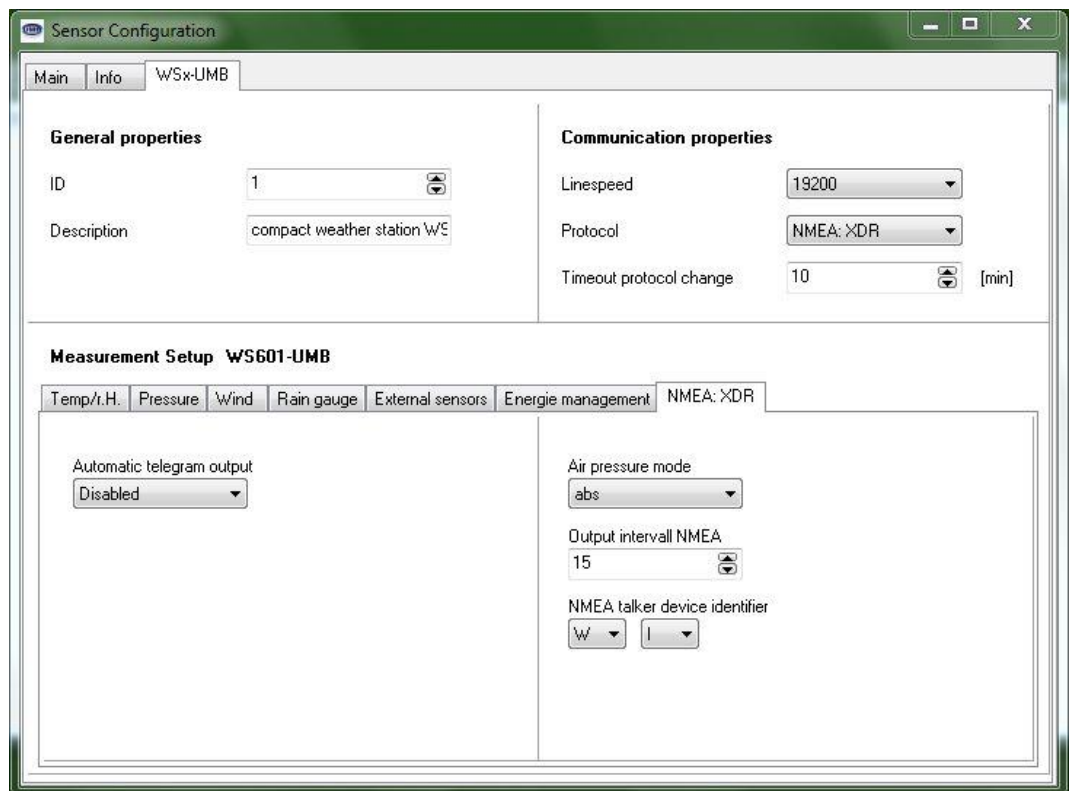 Sensor Configuration
Main Info WSx-UMB
General properties
ID 1
Description compact weather station WS
Communication properties
Linespeed 19200
Protocol NMEA: XDR
Timeout protocol change 10 [min]
Measurement Setup WS601-UMB
Temp/r.H. Pressure Wind Rain gauge External sensors Energie management NMEA: XDR
Automatic telegram output
Disabled
Air pressure mode
abs
Output intervall NMEA
15
NMEA talker device identifier
W I